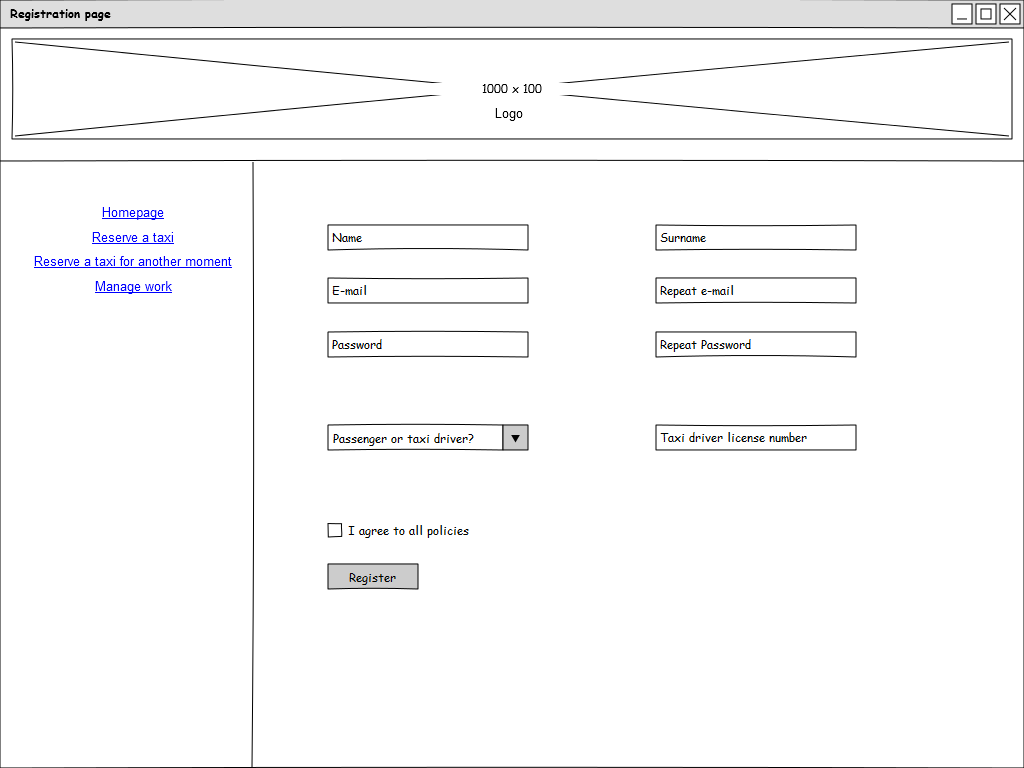 Registration page
1000 x 100
Logo
Homepage
Reserve a taxi
Reserve a taxi for another moment
Manage work
Name
Surname
E-mail
Repeat e-mail
Password
Repeat Password
Passenger or taxi driver?
Taxi driver license number
I agree to all policies
Register